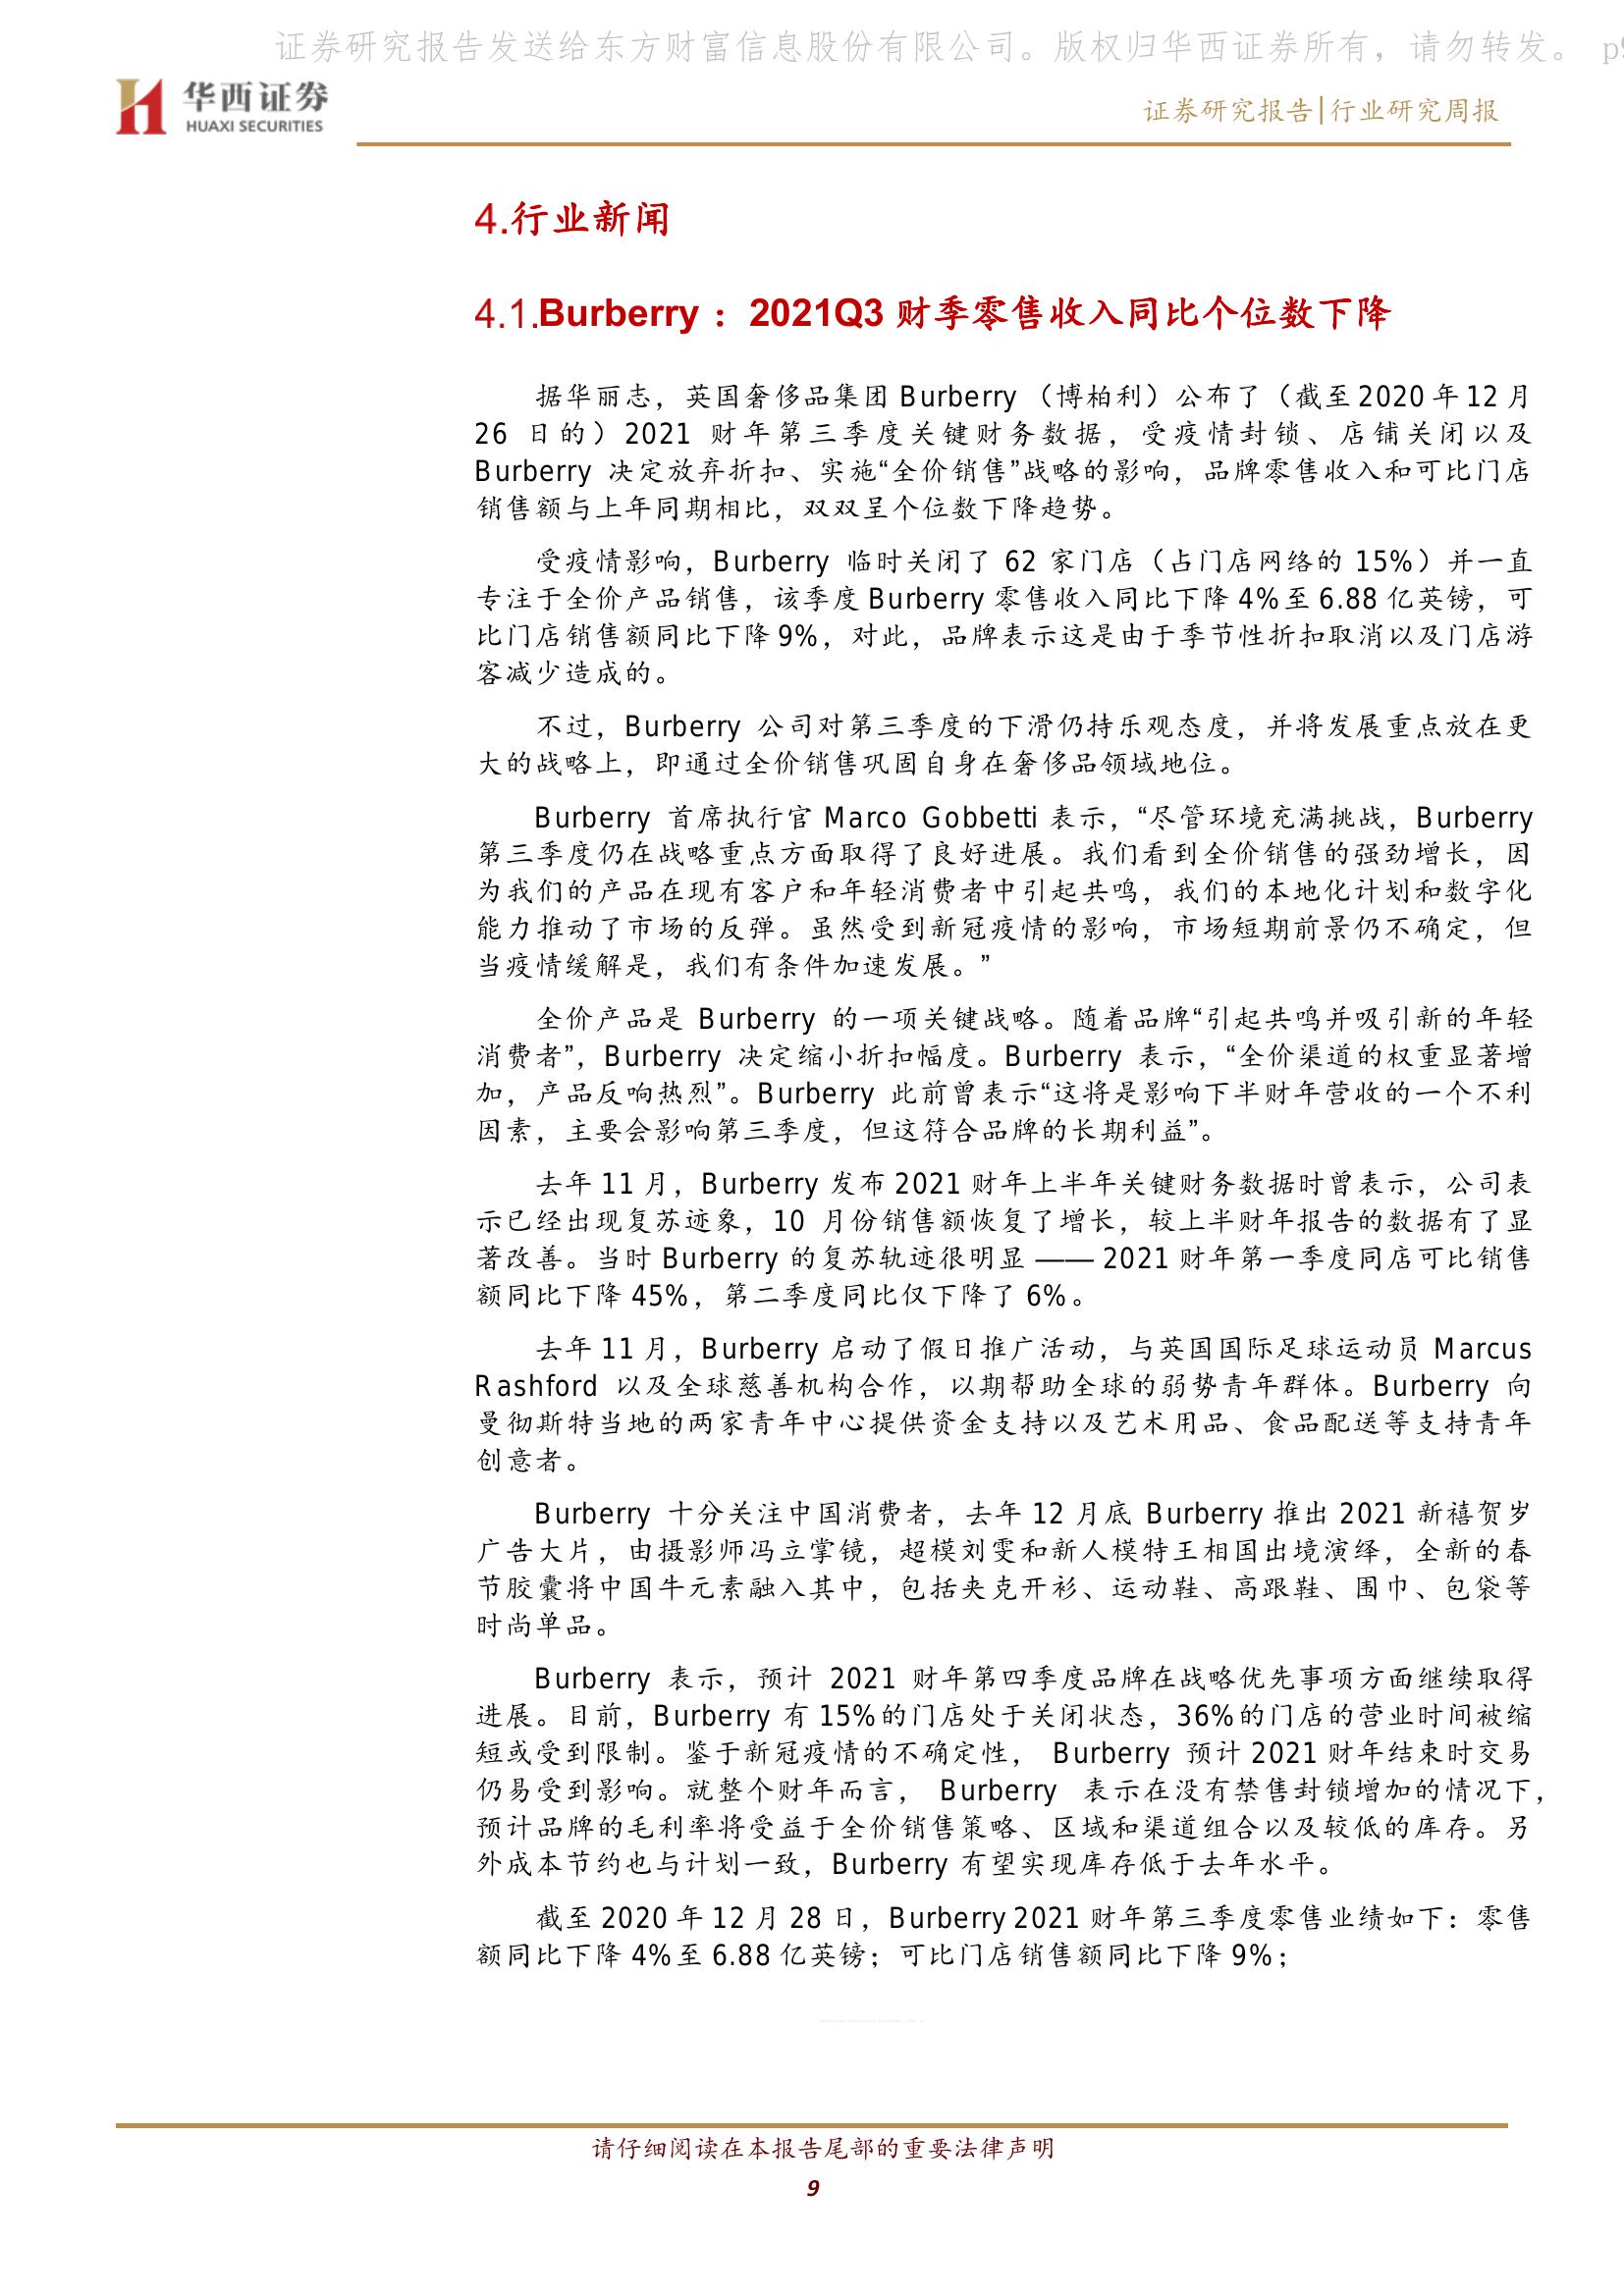 证券研究报告发送给东方财富信息股份有限公司。版权归华西证券所有，请勿转发。 p9
华西证券
HUAXI SECURITIES
证券研究报告|行业研究周报
4.行业新闻
4.1.Burberry ：2021Q3 财季零售收入同比个位数下降
据华丽志，英国奢侈品集团 Burberry （博柏利）公布了（截至 2020 年 12 月
26 日的）2021 财年第三季度关键财务数据，受疫情封锁、店铺关闭以及
Burberry 决定放弃折扣、实施“全价销售”战略的影响，品牌零售收入和可比门店
销售额与上年同期相比，双双呈个位数下降趋势。
受疫情影响，Burberry 临时关闭了 62 家门店（占门店网络的 15%）并一直
专注于全价产品销售，该季度 Burberry 零售收入同比下降 4%至 6.88 亿英镑，可
比门店销售额同比下降 9%，对此，品牌表示这是由于季节性折扣取消以及门店游
客减少造成的。
不过，Burberry 公司对第三季度的下滑仍持乐观态度，并将发展重点放在更
大的战略上，即通过全价销售巩固自身在奢侈品领域地位。
Burberry 首席执行官 Marco Gobbetti 表示，“尽管环境充满挑战，Burberry
第三季度仍在战略重点方面取得了良好进展。我们看到全价销售的强劲增长，因
为我们的产品在现有客户和年轻消费者中引起共鸣，我们的本地化计划和数字化
能力推动了市场的反弹。虽然受到新冠疫情的影响，市场短期前景仍不确定，但
当疫情缓解是，我们有条件加速发展。”
全价产品是 Burberry 的一项关键战略。随着品牌“引起共鸣并吸引新的年轻
消费者”，Burberry 决定缩小折扣幅度。Burberry 表示，“全价渠道的权重显著增
加，产品反响热烈”。Burberry 此前曾表示“这将是影响下半财年营收的一个不利
因素，主要会影响第三季度，但这符合品牌的长期利益”。
去年 11 月，Burberry 发布 2021 财年上半年关键财务数据时曾表示，公司表
示已经出现复苏迹象，10 月份销售额恢复了增长，较上半财年报告的数据有了显
著改善。当时 Burberry 的复苏轨迹很明显 —— 2021 财年第一季度同店可比销售
额同比下降 45%，第二季度同比仅下降了 6%。
去年 11 月，Burberry 启动了假日推广活动，与英国国际足球运动员 Marcus
Rashford 以及全球慈善机构合作，以期帮助全球的弱势青年群体。Burberry 向
曼彻斯特当地的两家青年中心提供资金支持以及艺术用品、食品配送等支持青年
创意者。
Burberry 十分关注中国消费者，去年 12 月底 Burberry 推出 2021 新禧贺岁
广告大片，由摄影师冯立掌镜，超模刘雯和新人模特王相国出境演绎，全新的春
节胶囊将中国牛元素融入其中，包括夹克开衫、运动鞋、高跟鞋、围巾、包袋等
时尚单品。
Burberry 表示，预计 2021 财年第四季度品牌在战略优先事项方面继续取得
进展。目前，Burberry 有 15%的门店处于关闭状态，36%的门店的营业时间被缩
短或受到限制。鉴于新冠疫情的不确定性， Burberry 预计 2021 财年结束时交易
仍易受到影响。就整个财年而言， Burberry 表示在没有禁售封锁增加的情况下，
预计品牌的毛利率将受益于全价销售策略、区域和渠道组合以及较低的库存。另
外成本节约也与计划一致，Burberry 有望实现库存低于去年水平。
截至 2020 年 12 月 28 日，Burberry 2021 财年第三季度零售业绩如下：零售
额同比下降 4%至 6.88 亿英镑；可比门店销售额同比下降 9%；
请仔细阅读在本报告尾部的重要法律声明
9